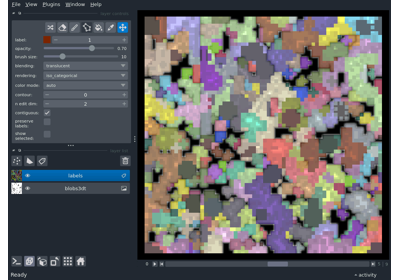 File View Plugins Window Help
label:
1
opacity:
0.70
brush size:
10
blending:
translucent
rendering:
iso_categorical
color mode:
auto
contour:
0
n edit dim:
2
contiguous:
preserve
labels:
show
selected:
labels
blobs3dt
Ready
activity